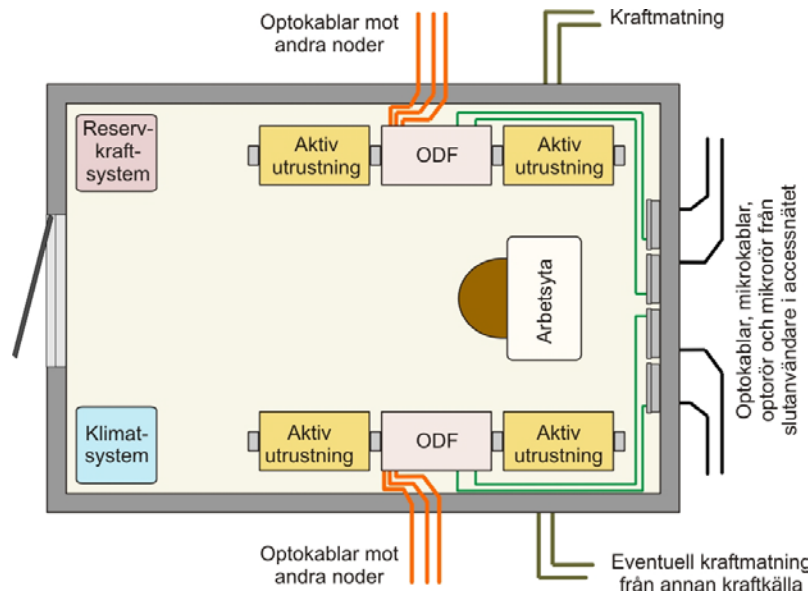 Optokablar mot
andra noder
Kraftmatning
Reserv-
kraft-
system
Aktiv
utrustning
ODF
Aktiv
utrustning
Arbetsyta
Optokablar, mikrokablar,
optorör och mikrorör från
slutanvändare i accessnätet
Klimat-
system
Aktiv
utrustning
ODF
Aktiv
utrustning
Optokablar mot
andra noder
Eventuell kraftmatning
från annan kraftkälla